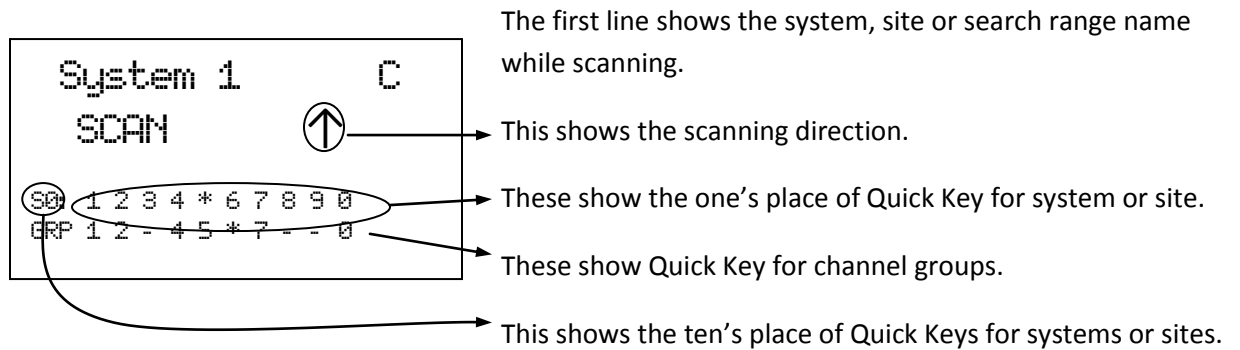 The first line shows the system, site or search range name
while scanning.
System 1 C
SCAN ↑
This shows the scanning direction.
S0: 1 2 3 4 * 6 7 8 9 0
These show the one’s place of Quick Key for system or site.
GRP 1 2 - 4 5 * 7 - - 0
These show Quick Key for channel groups.
This shows the ten’s place of Quick Keys for systems or sites.